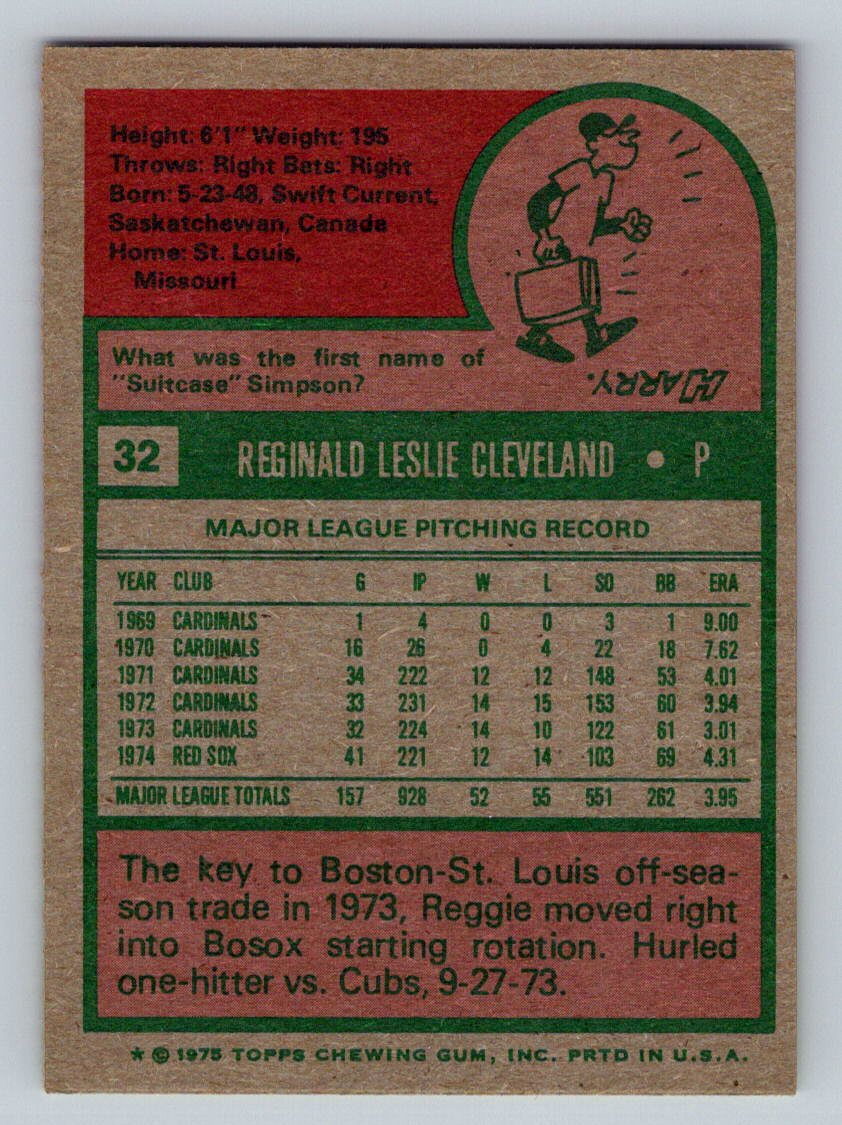 Height: 6'1" Weight: 195
Throws: Right Bats: Right
Born: 5-23-48, Swift Current,
Saskatchewan, Canada
Home: St. Louis,
Missouri
What was the first name of
"Suitcase" Simpson?
HARRY.
32 REGINALD LESLIE CLEVELAND • P
MAJOR LEAGUE PITCHING RECORD
YEAR CLUB G IP W L SO BB ERA
1969 CARDINALS 1 4 0 0 3 1 9.00
1970 CARDINALS 16 26 0 4 22 18 7.62
1971 CARDINALS 34 222 12 12 148 53 4.01
1972 CARDINALS 33 231 14 15 153 60 3.94
1973 CARDINALS 32 224 14 10 122 61 3.01
1974 RED SOX 41 221 12 14 103 69 4.31
MAJOR LEAGUE TOTALS 157 928 52 55 551 262 3.95
The key to Boston-St. Louis off-sea-
son trade in 1973, Reggie moved right
into Bosox starting rotation. Hurled
one-hitter vs. Cubs, 9-27-73.
* © 1975 TOPPS CHEWING GUM, INC. PRTD IN U.S.A.